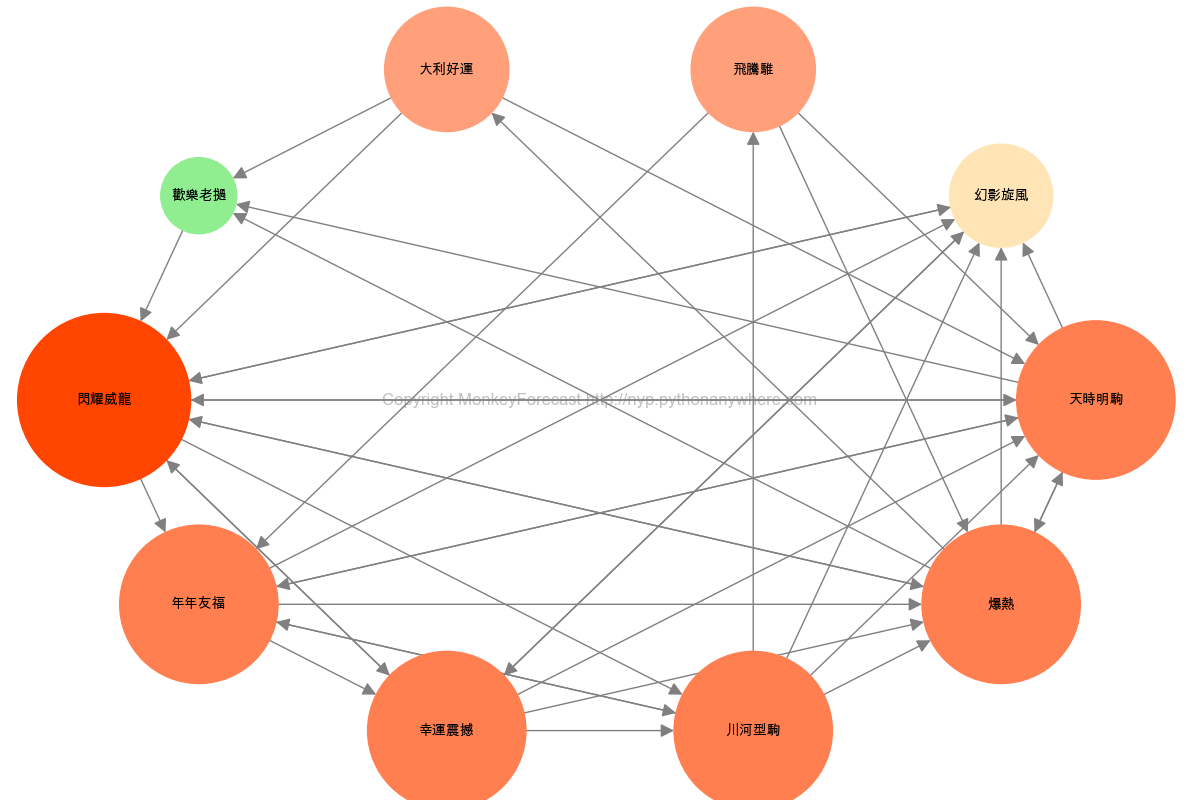 大利好運
飛騰騅
歡樂老撾
幻影旋風
閃耀威龍
Copyright MonkeyForecast http://nyp.pythonanywhere.com
天時明駒
年年友福
爆熱
幸運震撼
川河型駒